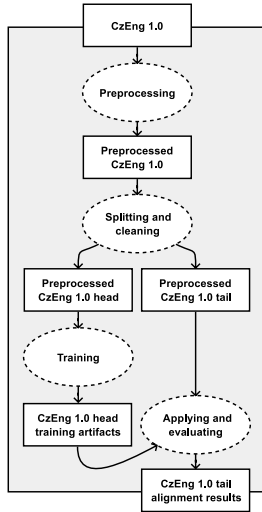 CzEng 1.0
Preprocessing
Preprocessed
CzEng 1.0
Splitting and
cleaning
Preprocessed
CzEng 1.0 head
Preprocessed
CzEng 1.0 tail
Training
CzEng 1.0 head
training artifacts
Applying and
evaluating
CzEng 1.0 tail
alignment results